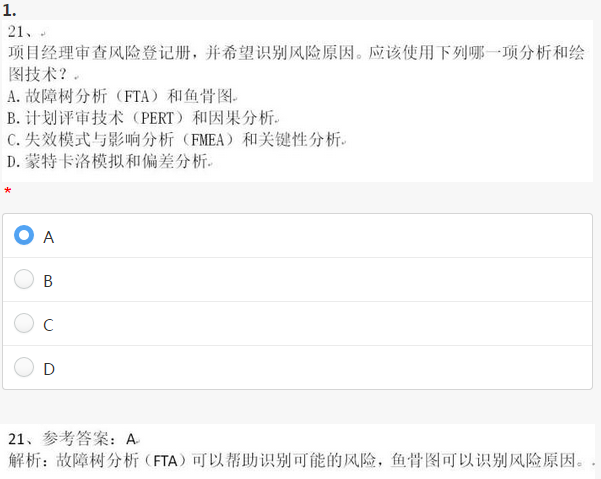 1.
21、
项目经理审查风险登记册，并希望识别风险原因。应该使用下列哪一项分析和绘
图技术？
A.故障树分析（FTA）和鱼骨图
B.计划评审技术（PERT）和因果分析
C.失效模式与影响分析（FMEA）和关键性分析
D.蒙特卡洛模拟和偏差分析
*
A
B
C
D
21、参考答案：A
解析：故障树分析（FTA）可以帮助识别可能的风险，鱼骨图可以识别风险原因。